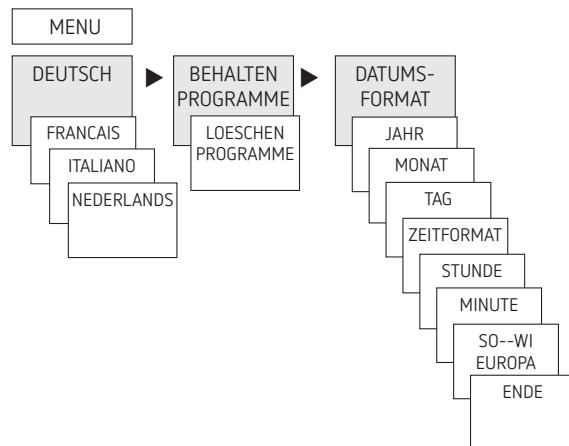 MENU
DEUTSCH
FRANCAIS
ITALIANO
NEDERLANDS
BEHALTEN
PROGRAMME
LOESCHEN
PROGRAMME
DATUMS-
FORMAT
JAHR
MONAT
TAG
ZEITFORMAT
STUNDE
MINUTE
SO--WI
EUROPA
ENDE